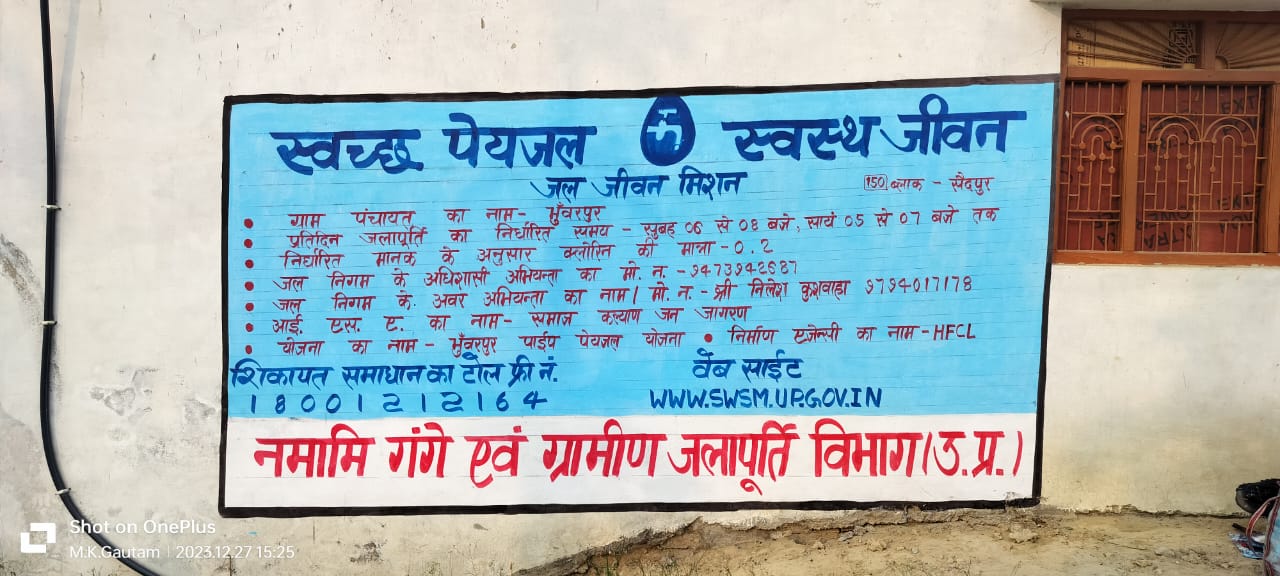 स्वच्छ पेयजल स्वस्थ जीवन
जल जीवन मिशन
150 ब्लाक - सैदपुर
ग्राम पंचायत का नाम - भुँवरपुर
प्रतिदिन जलापूर्ति का निर्धारित समय - सुबह 06 से 08 बजे, सायं 05 से 07 बजे तक
निर्धारित मानक के अनुसार क्लोरिन की मात्रा - 0.2
जल निगम के अधिशासी अभियन्ता का मो. न. -
जल निगम के. अवर अभियन्ता का नाम / मो. न. - श्री निलेश कुशवाहा 9794017178
आई. एस. ए. का नाम - समाज कल्याण जन जागरण
योजना का नाम - भुँवरपुर पाईप पेयजल योजना • निर्माण एजेन्सी का नाम - HFCL
शिकायत समाधान का टोल फ्री नं. वेब साईट
18001212164 WWW.SWSM.UP.GOV.IN
नमामि गंगे एवं ग्रामीण जलापूर्ति विभाग (उ.प्र.)
Shot on OnePlus
M.K.Gautam | 2023.12.27 15:25